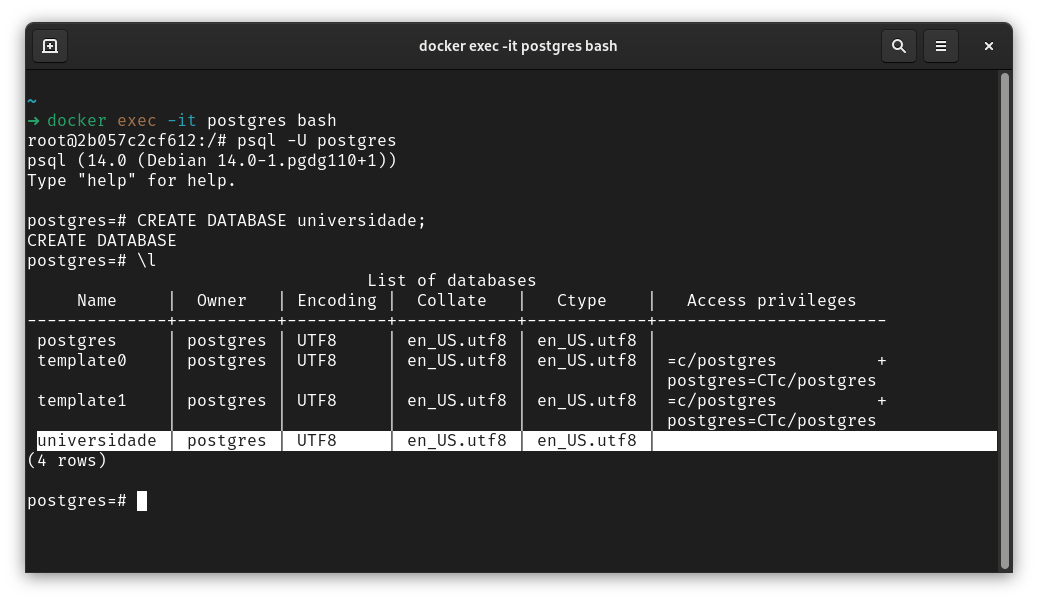 docker exec -it postgres bash
~
→ docker exec -it postgres bash
root@2b057c2cf612:/# psql -U postgres
psql (14.0 (Debian 14.0-1.pgdg110+1))
Type "help" for help.
postgres=# CREATE DATABASE universidade;
CREATE DATABASE
postgres=# \l
List of databases
Name | Owner | Encoding | Collate | Ctype | Access privileges
-------------+----------+----------+------------+------------+-----------------------
postgres | postgres | UTF8 | en_US.utf8 | en_US.utf8 |
template0 | postgres | UTF8 | en_US.utf8 | en_US.utf8 | =c/postgres +
| | | | | postgres=CTc/postgres
template1 | postgres | UTF8 | en_US.utf8 | en_US.utf8 | =c/postgres +
| | | | | postgres=CTc/postgres
universidade | postgres | UTF8 | en_US.utf8 | en_US.utf8 |
(4 rows)
postgres=#